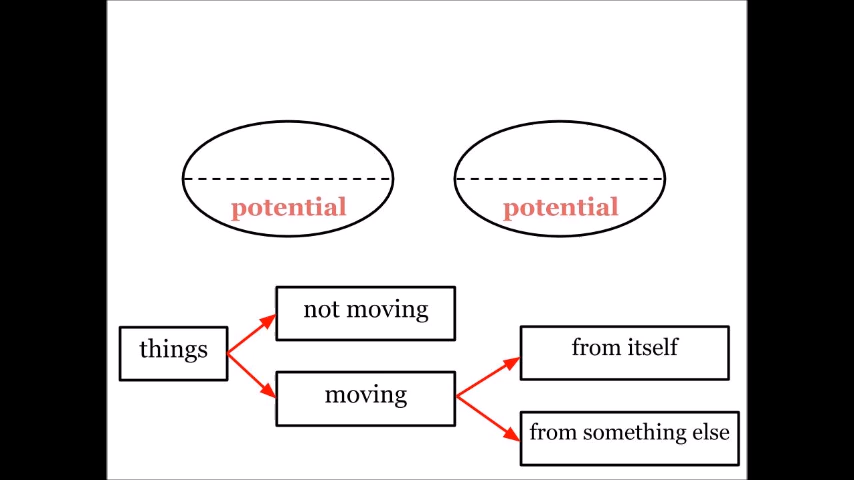 potential
potential
not moving
things
from itself
moving
from something else